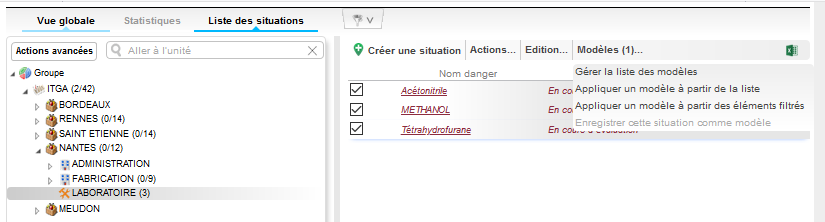 Vue globale Statistiques Liste des situations
Actions avancées Aller à l'unité
Groupe
ITGA (2/42)
BORDEAUX
RENNES (0/14)
SAINT ETIENNE (0/14)
NANTES (0/12)
ADMINISTRATION
FABRICATION (0/9)
LABORATOIRE (3)
MEUDON
Créer une situation Actions... Edition... Modèles (1)...
Nom danger
Acétonitrile En co
METHANOL En co
Tétrahydrofurane En cours d'évaluation
Gérer la liste des modèles
Appliquer un modèle à partir de la liste
Appliquer un modèle à partir des éléments filtrés
Enregistrer cette situation comme modèle